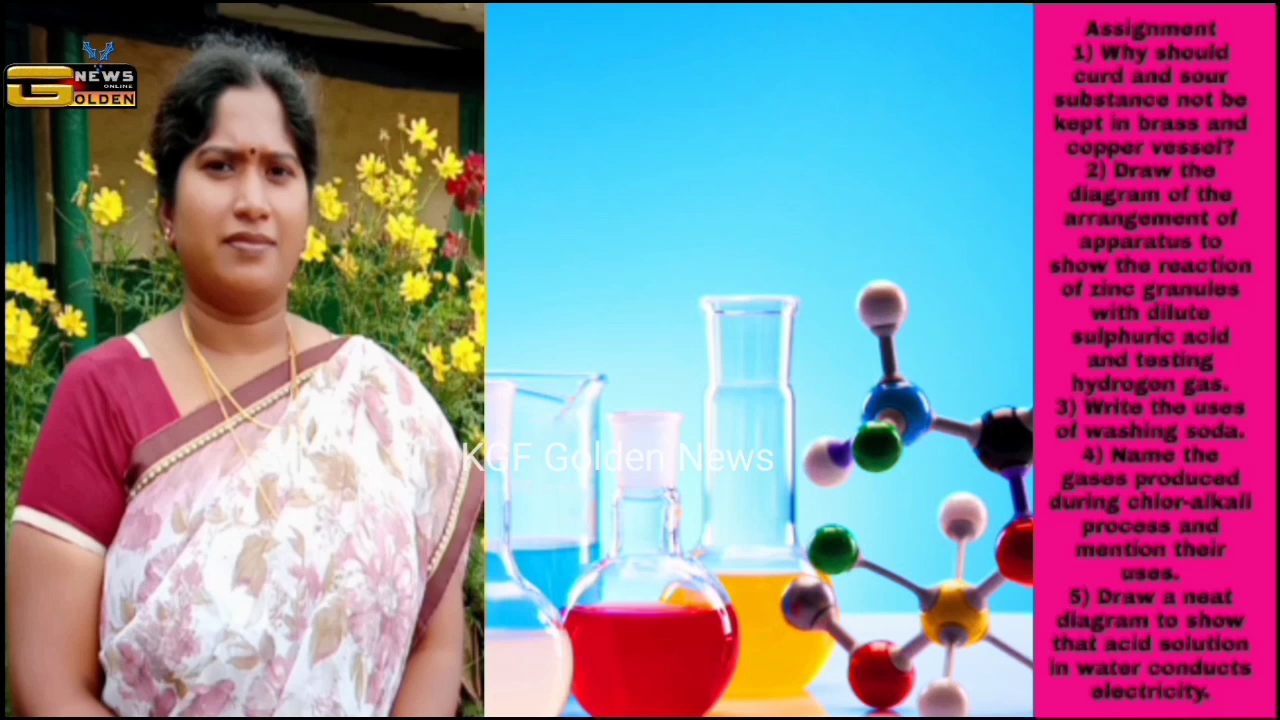 NEWS
ONLINE
GOLDEN
KGF Golden News
Assignment
1) Why should
curd and sour
substance not be
kept in brass and
copper vessel?
2) Draw the
diagram of the
arrangement of
apparatus to
show the reaction
of zinc granules
with dilute
sulphuric acid
and testing
hydrogen gas.
3) Write the uses
of washing soda.
4) Name the
gases produced
during chlor-alkali
process and
mention their
uses.
5) Draw a neat
diagram to show
that acid solution
in water conducts
electricity.